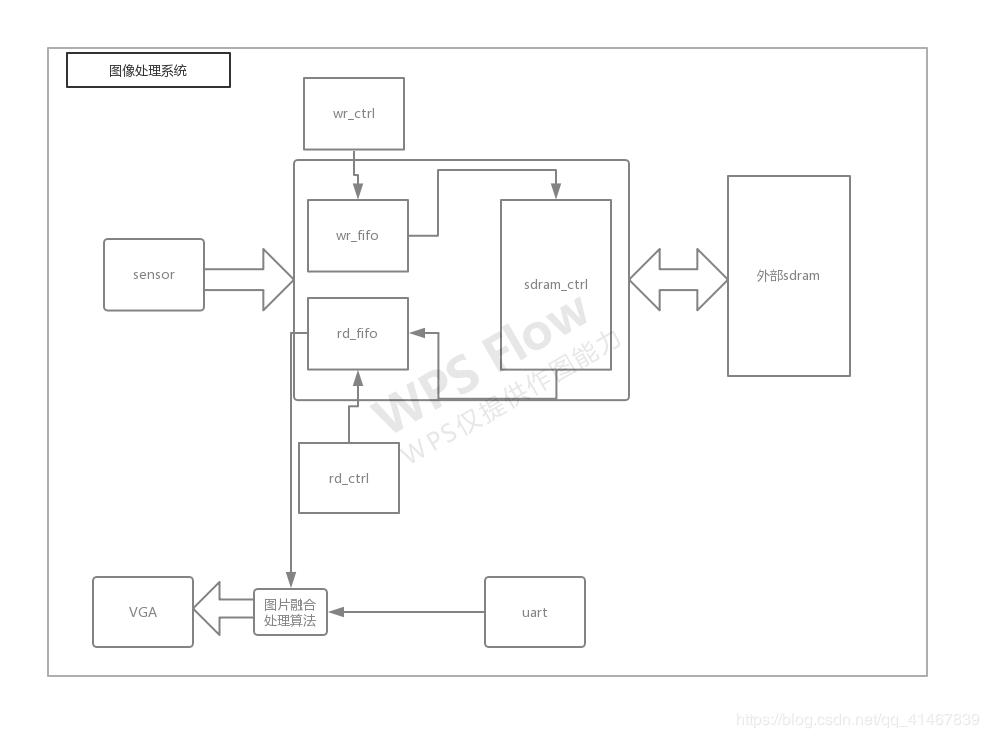 图像处理系统
wr_ctrl
wr_fifo
sensor
sdram_ctrl
外部sdram
rd_fifo
WPS Flow
WPS仅提供作图能力
rd_ctrl
VGA
图片融合
处理算法
uart
https://blog.csdn.net/qq_41467839